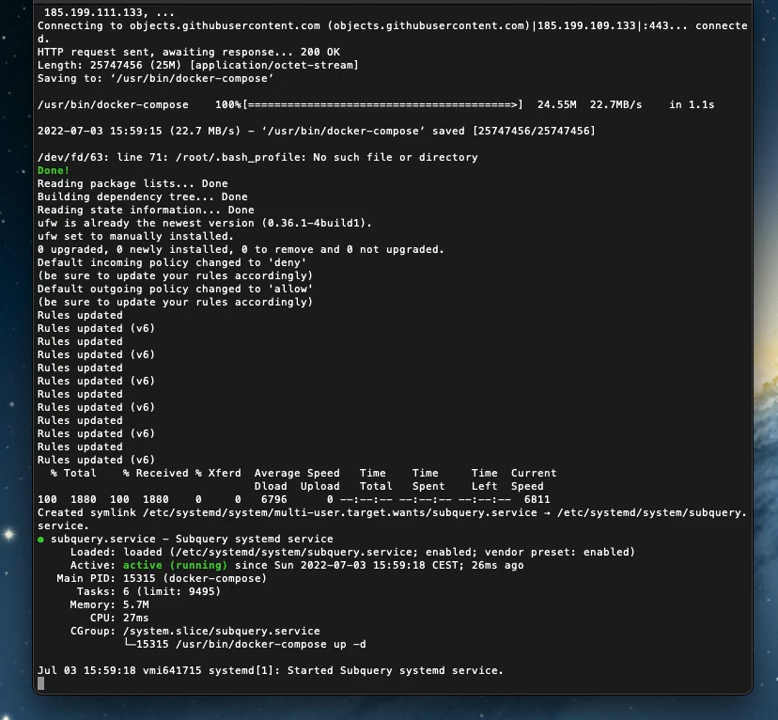 185.199.111.133, ...
Connecting to objects.githubusercontent.com (objects.githubusercontent.com)|185.199.109.133|:443... connecte
d.
HTTP request sent, awaiting response... 200 OK
Length: 25747456 (25M) [application/octet-stream]
Saving to: ‘/usr/bin/docker-compose’
/usr/bin/docker-compose    100%[========================================>]  24.55M  22.7MB/s    in 1.1s
2022-07-03 15:59:15 (22.7 MB/s) - ‘/usr/bin/docker-compose’ saved [25747456/25747456]
/dev/fd/63: line 71: /root/.bash_profile: No such file or directory
Done!
Reading package lists... Done
Building dependency tree... Done
Reading state information... Done
ufw is already the newest version (0.36.1-4build1).
ufw set to manually installed.
0 upgraded, 0 newly installed, 0 to remove and 0 not upgraded.
Default incoming policy changed to 'deny'
(be sure to update your rules accordingly)
Default outgoing policy changed to 'allow'
(be sure to update your rules accordingly)
Rules updated
Rules updated (v6)
Rules updated
Rules updated (v6)
Rules updated
Rules updated (v6)
Rules updated
Rules updated (v6)
Rules updated
Rules updated (v6)
Rules updated
Rules updated (v6)
  % Total    % Received % Xferd  Average Speed   Time    Time     Time  Current
                                 Dload  Upload   Total   Spent    Left  Speed
100  1880  100  1880    0     0   6796      0 --:--:-- --:--:-- --:--:--  6811
Created symlink /etc/systemd/system/multi-user.target.wants/subquery.service → /etc/systemd/system/subquery.
service.
● subquery.service - Subquery systemd service
     Loaded: loaded (/etc/systemd/system/subquery.service; enabled; vendor preset: enabled)
     Active: active (running) since Sun 2022-07-03 15:59:18 CEST; 26ms ago
   Main PID: 15315 (docker-compose)
      Tasks: 6 (limit: 9495)
     Memory: 5.7M
        CPU: 27ms
     CGroup: /system.slice/subquery.service
             └─15315 /usr/bin/docker-compose up -d
Jul 03 15:59:18 vmi641715 systemd[1]: Started Subquery systemd service.